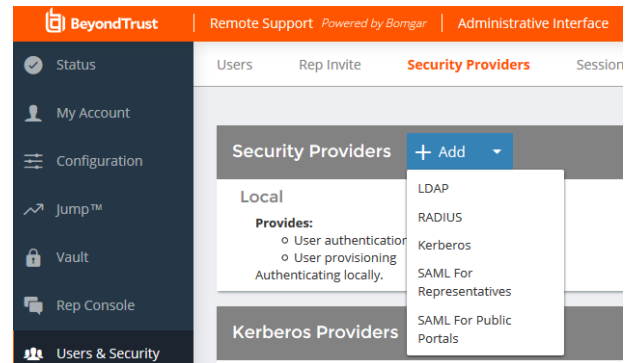 BeyondTrust Remote Support Powered by Bomgar Administrative Interface
Status
My Account
Configuration
Jump™
Vault
Rep Console
Users & Security
Users Rep Invite Security Providers Session
Security Providers + Add
LDAP
RADIUS
Kerberos
SAML For
Representatives
SAML For Public
Portals
Local
Provides:
User authentication
User provisioning
Authenticating locally.
Kerberos Providers